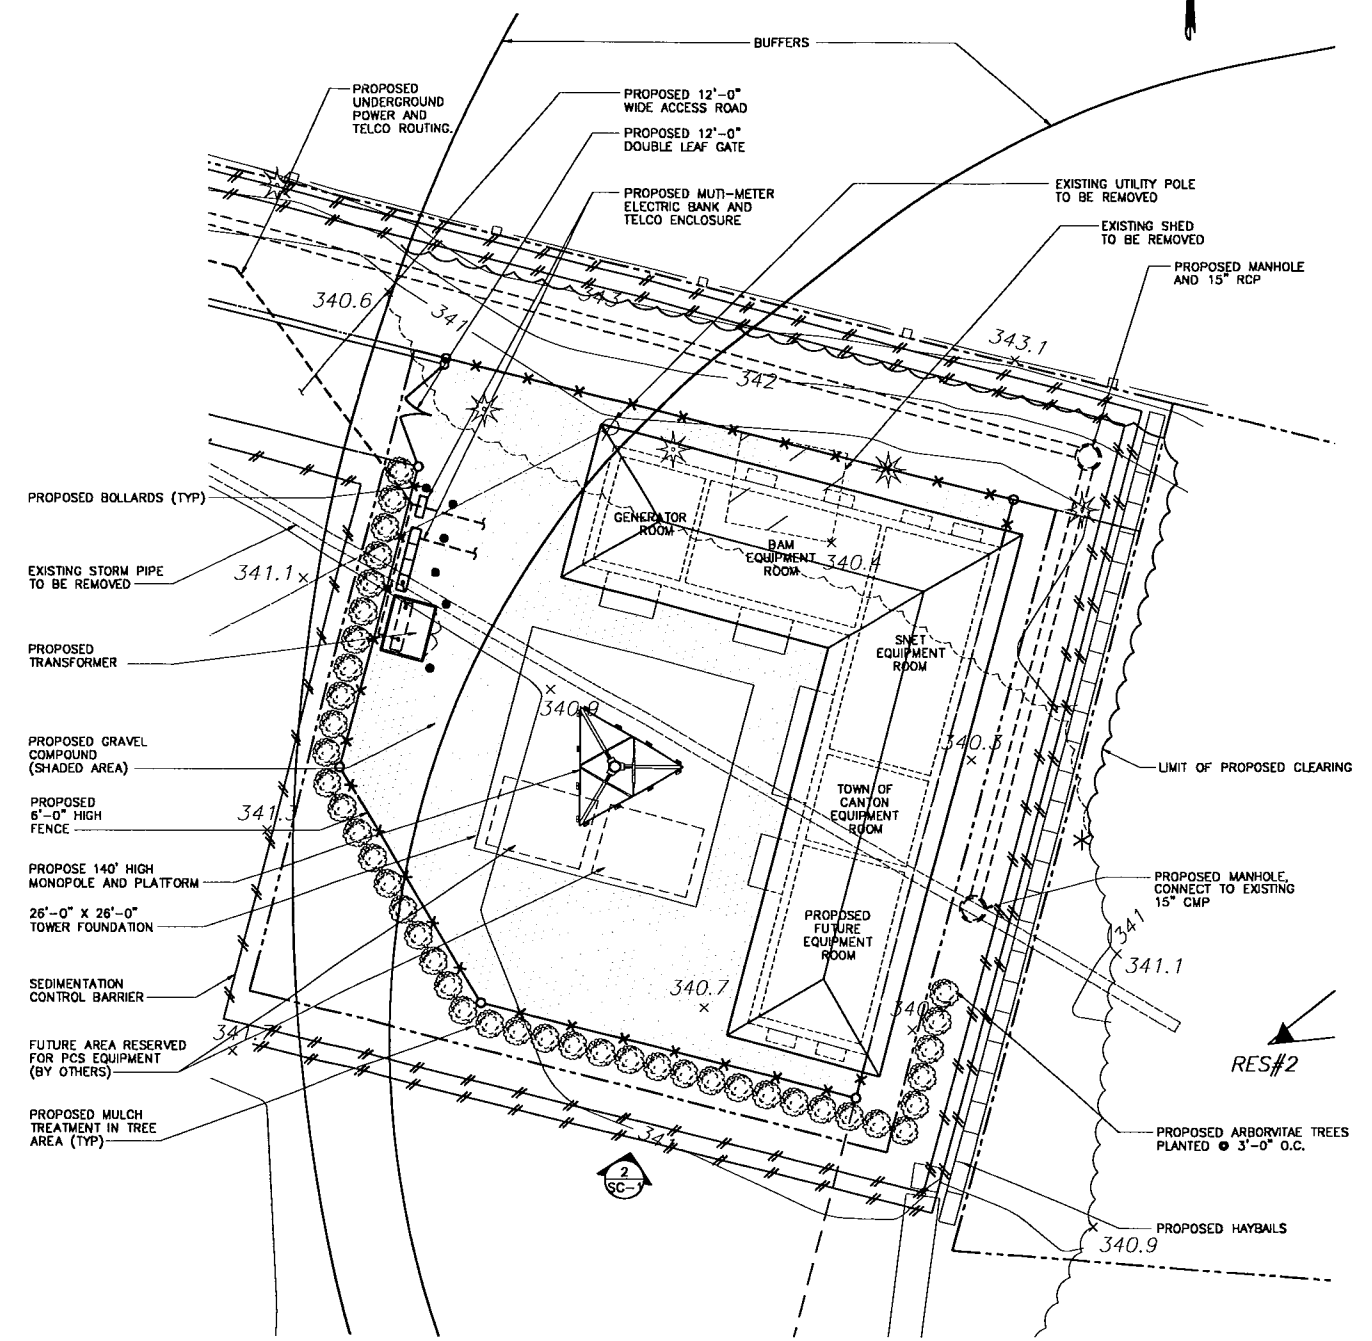 BUFFERS
PROPOSED
UNDERGROUND
POWER AND
TELCO ROUTING.
PROPOSED 12'-0"
WIDE ACCESS ROAD
PROPOSED 12'-0"
DOUBLE LEAF GATE
PROPOSED MUTI-METER
ELECTRIC BANK AND
TELCO ENCLOSURE
EXISTING UTILITY POLE
TO BE REMOVED
EXISTING SHED
TO BE REMOVED
PROPOSED MANHOLE
AND 15" RCP
340.6
341
343
343.1
342
PROPOSED BOLLARDS (TYP)
GENERATOR
ROOM
BAM
EQUIPMENT
ROOM
340.4
EXISTING STORM PIPE
TO BE REMOVED
341.1
PROPOSED
TRANSFORMER
SNET
EQUIPMENT
ROOM
340.9
340.3
PROPOSED GRAVEL
COMPOUND
(SHADED AREA)
LIMIT OF PROPOSED CLEARING
PROPOSED
6'-0" HIGH
FENCE
341.3
TOWN OF
CANTON
EQUIPMENT
ROOM
PROPOSE 140' HIGH
MONOPOLE AND PLATFORM
PROPOSED MANHOLE,
CONNECT TO EXISTING
15" CMP
26'-0" X 26'-0"
TOWER FOUNDATION
PROPOSED
FUTURE
EQUIPMENT
ROOM
341
341.1
SEDIMENTATION
CONTROL BARRIER
340.7
FUTURE AREA RESERVED
FOR PCS EQUIPMENT
(BY OTHERS)
RES#2
PROPOSED MULCH
TREATMENT IN TREE
AREA (TYP)
PROPOSED ARBORVITAE TREES
PLANTED @ 3'-0" O.C.
2
SC-1
PROPOSED HAYBAILS
340.9